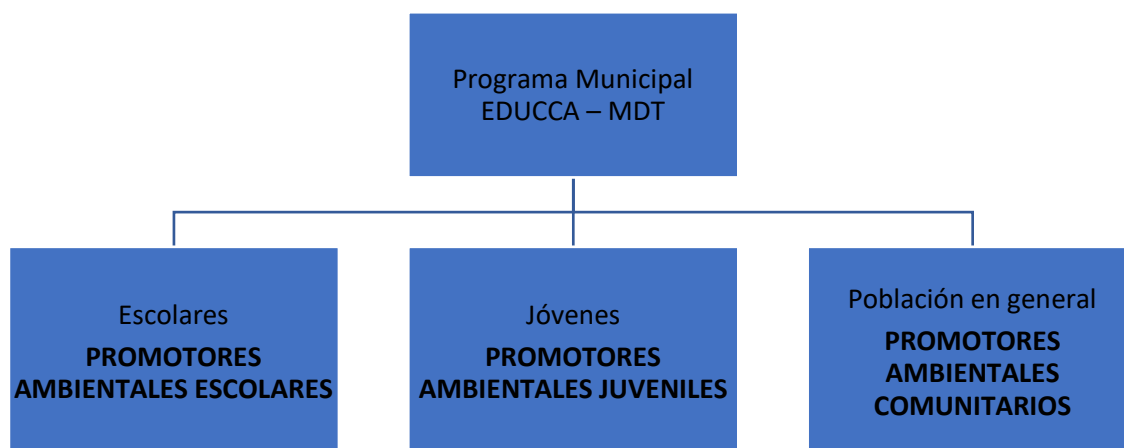 Programa Municipal
EDUCCA – MDT
Escolares
PROMOTORES
AMBIENTALES ESCOLARES
Jóvenes
PROMOTORES
AMBIENTALES JUVENILES
Población en general
PROMOTORES
AMBIENTALES
COMUNITARIOS